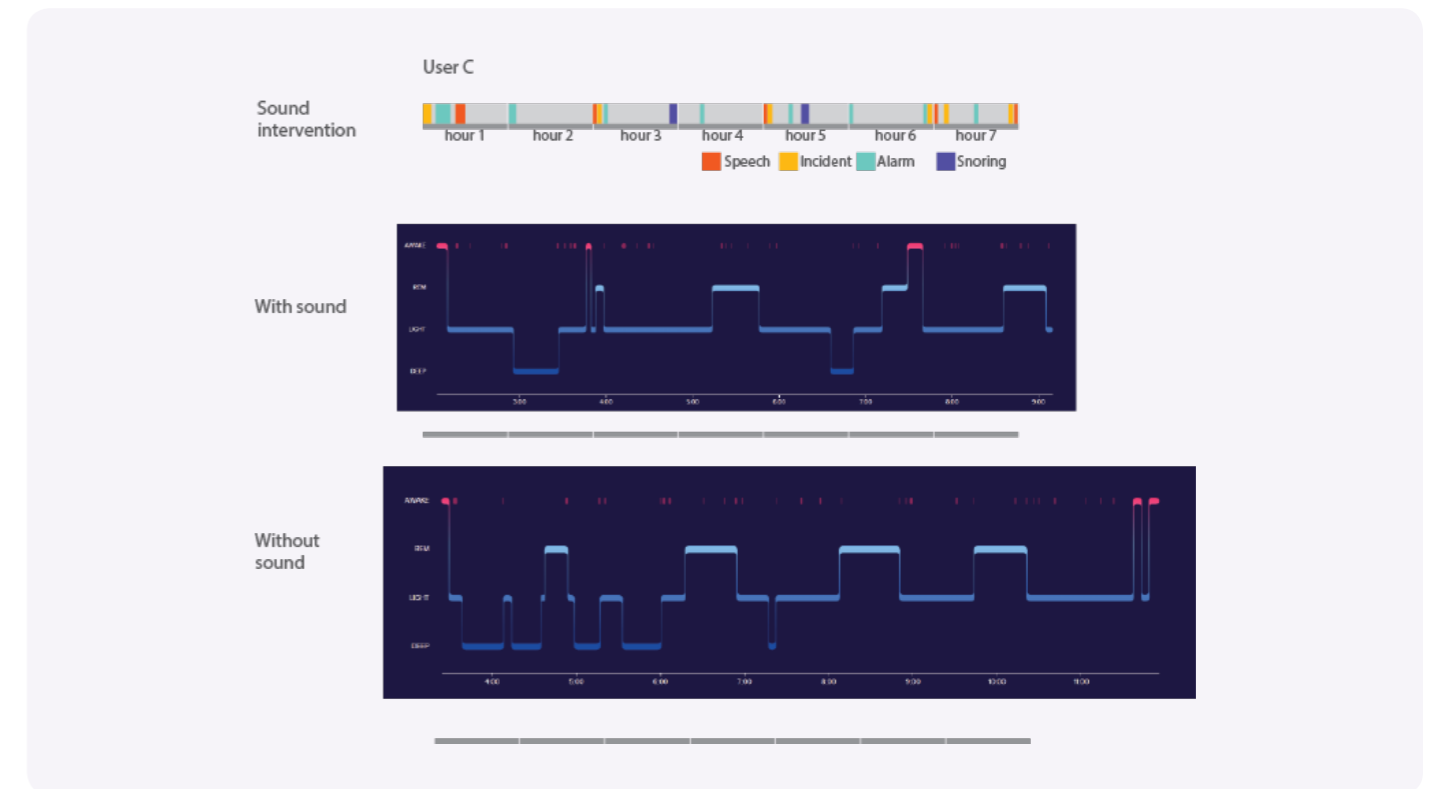 User C
Sound
intervention
hour 1 hour 2 hour 3 hour 4 hour 5 hour 6 hour 7
Speech Incident Alarm Snoring
With sound
AWAKE
REM
LIGHT
DEEP
3:00 4:00 5:00 6:00 7:00 8:00 9:00
Without
sound
AWAKE
REM
LIGHT
DEEP
4:00 5:00 6:00 7:00 8:00 9:00 10:00 11:00